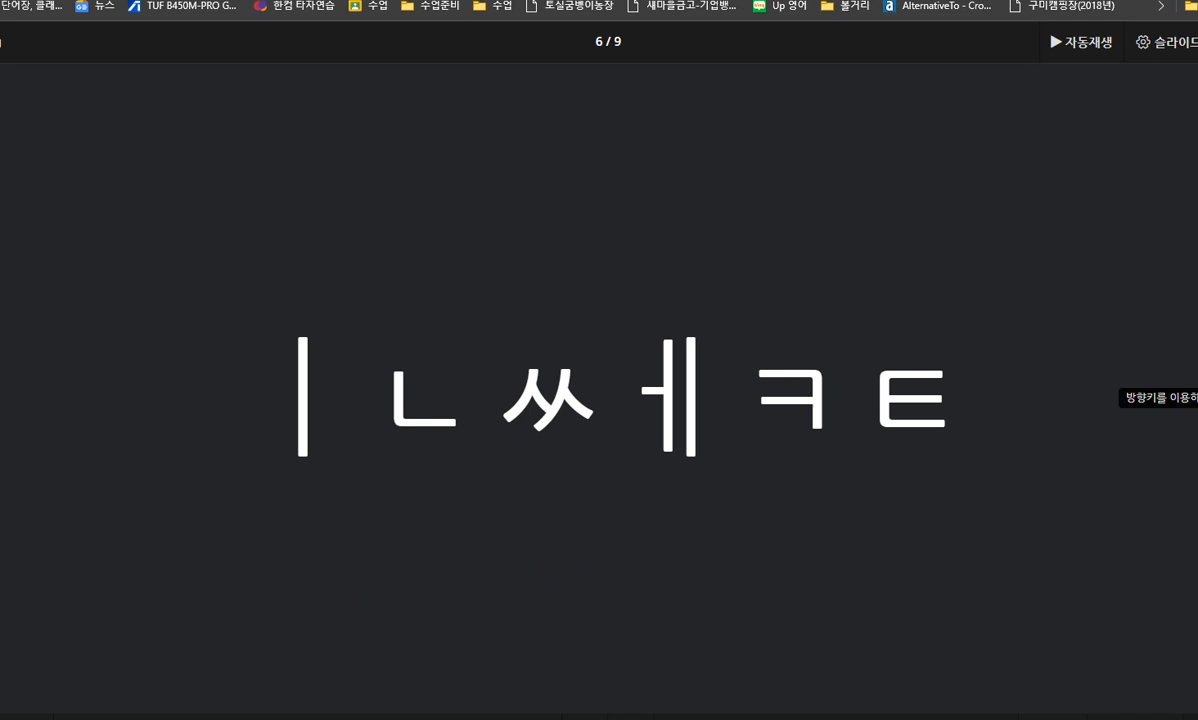 단어장, 클래... 뉴스 TUF B450M-PRO G... 한컴 타자연습 수업 수업준비 수업 토실굼벵이농장 새마을금고-기업뱅... Up 영어 볼거리 AlternativeTo - Cro... 구미캠핑장(2018년)
6 / 9 자동재생 슬라이드
ㅣ ㄴ ㅆ ㅔ ㅋ ㅌ
방향키를 이용하